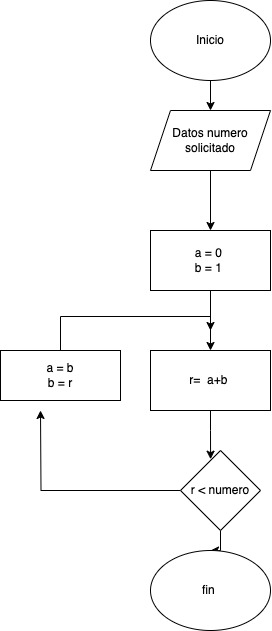 Inicio
Datos numero
solicitado
a = 0
b = 1
a = b
b = r
r= a+b
r < numero
fin